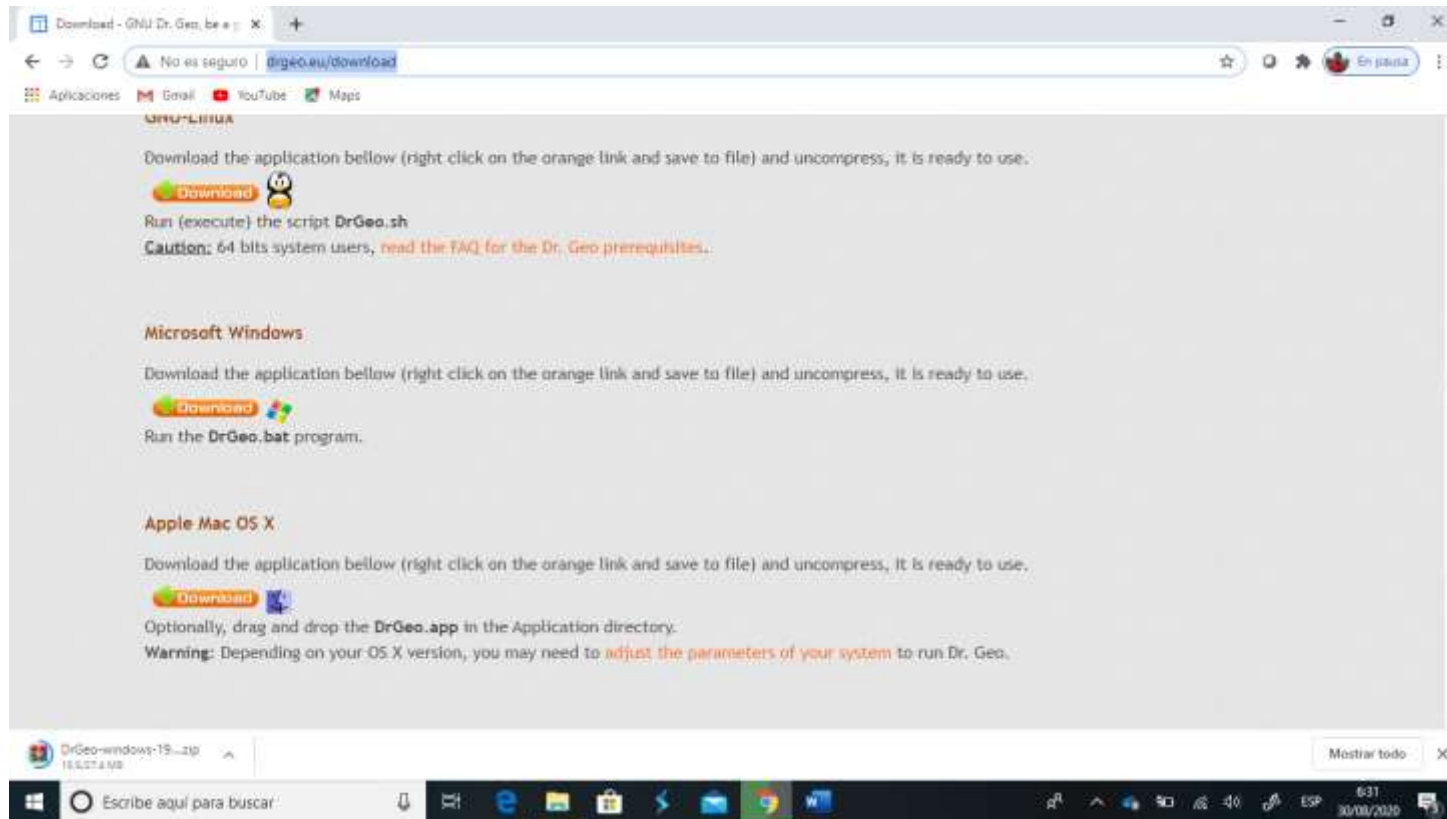 Download - GNU Dr. Geo, be a g
No es seguro | drgeo.eu/download
En pausa
Aplicaciones Gmail YouTube Maps
GNU-Linux
Download the application bellow (right click on the orange link and save to file) and uncompress, it is ready to use.
Download
Run (execute) the script DrGeo.sh
Caution: 64 bits system users, read the FAQ for the Dr. Geo prerequisites.
Microsoft Windows
Download the application bellow (right click on the orange link and save to file) and uncompress, it is ready to use.
Download
Run the DrGeo.bat program.
Apple Mac OS X
Download the application bellow (right click on the orange link and save to file) and uncompress, it is ready to use.
Download
Optionally, drag and drop the DrGeo.app in the Application directory.
Warning: Depending on your OS X version, you may need to adjust the parameters of your system to run Dr. Geo.
DrGeo-windows-19....zip
Mostrar todo
Escribe aquí para buscar
ESP
6:31
30/08/2020